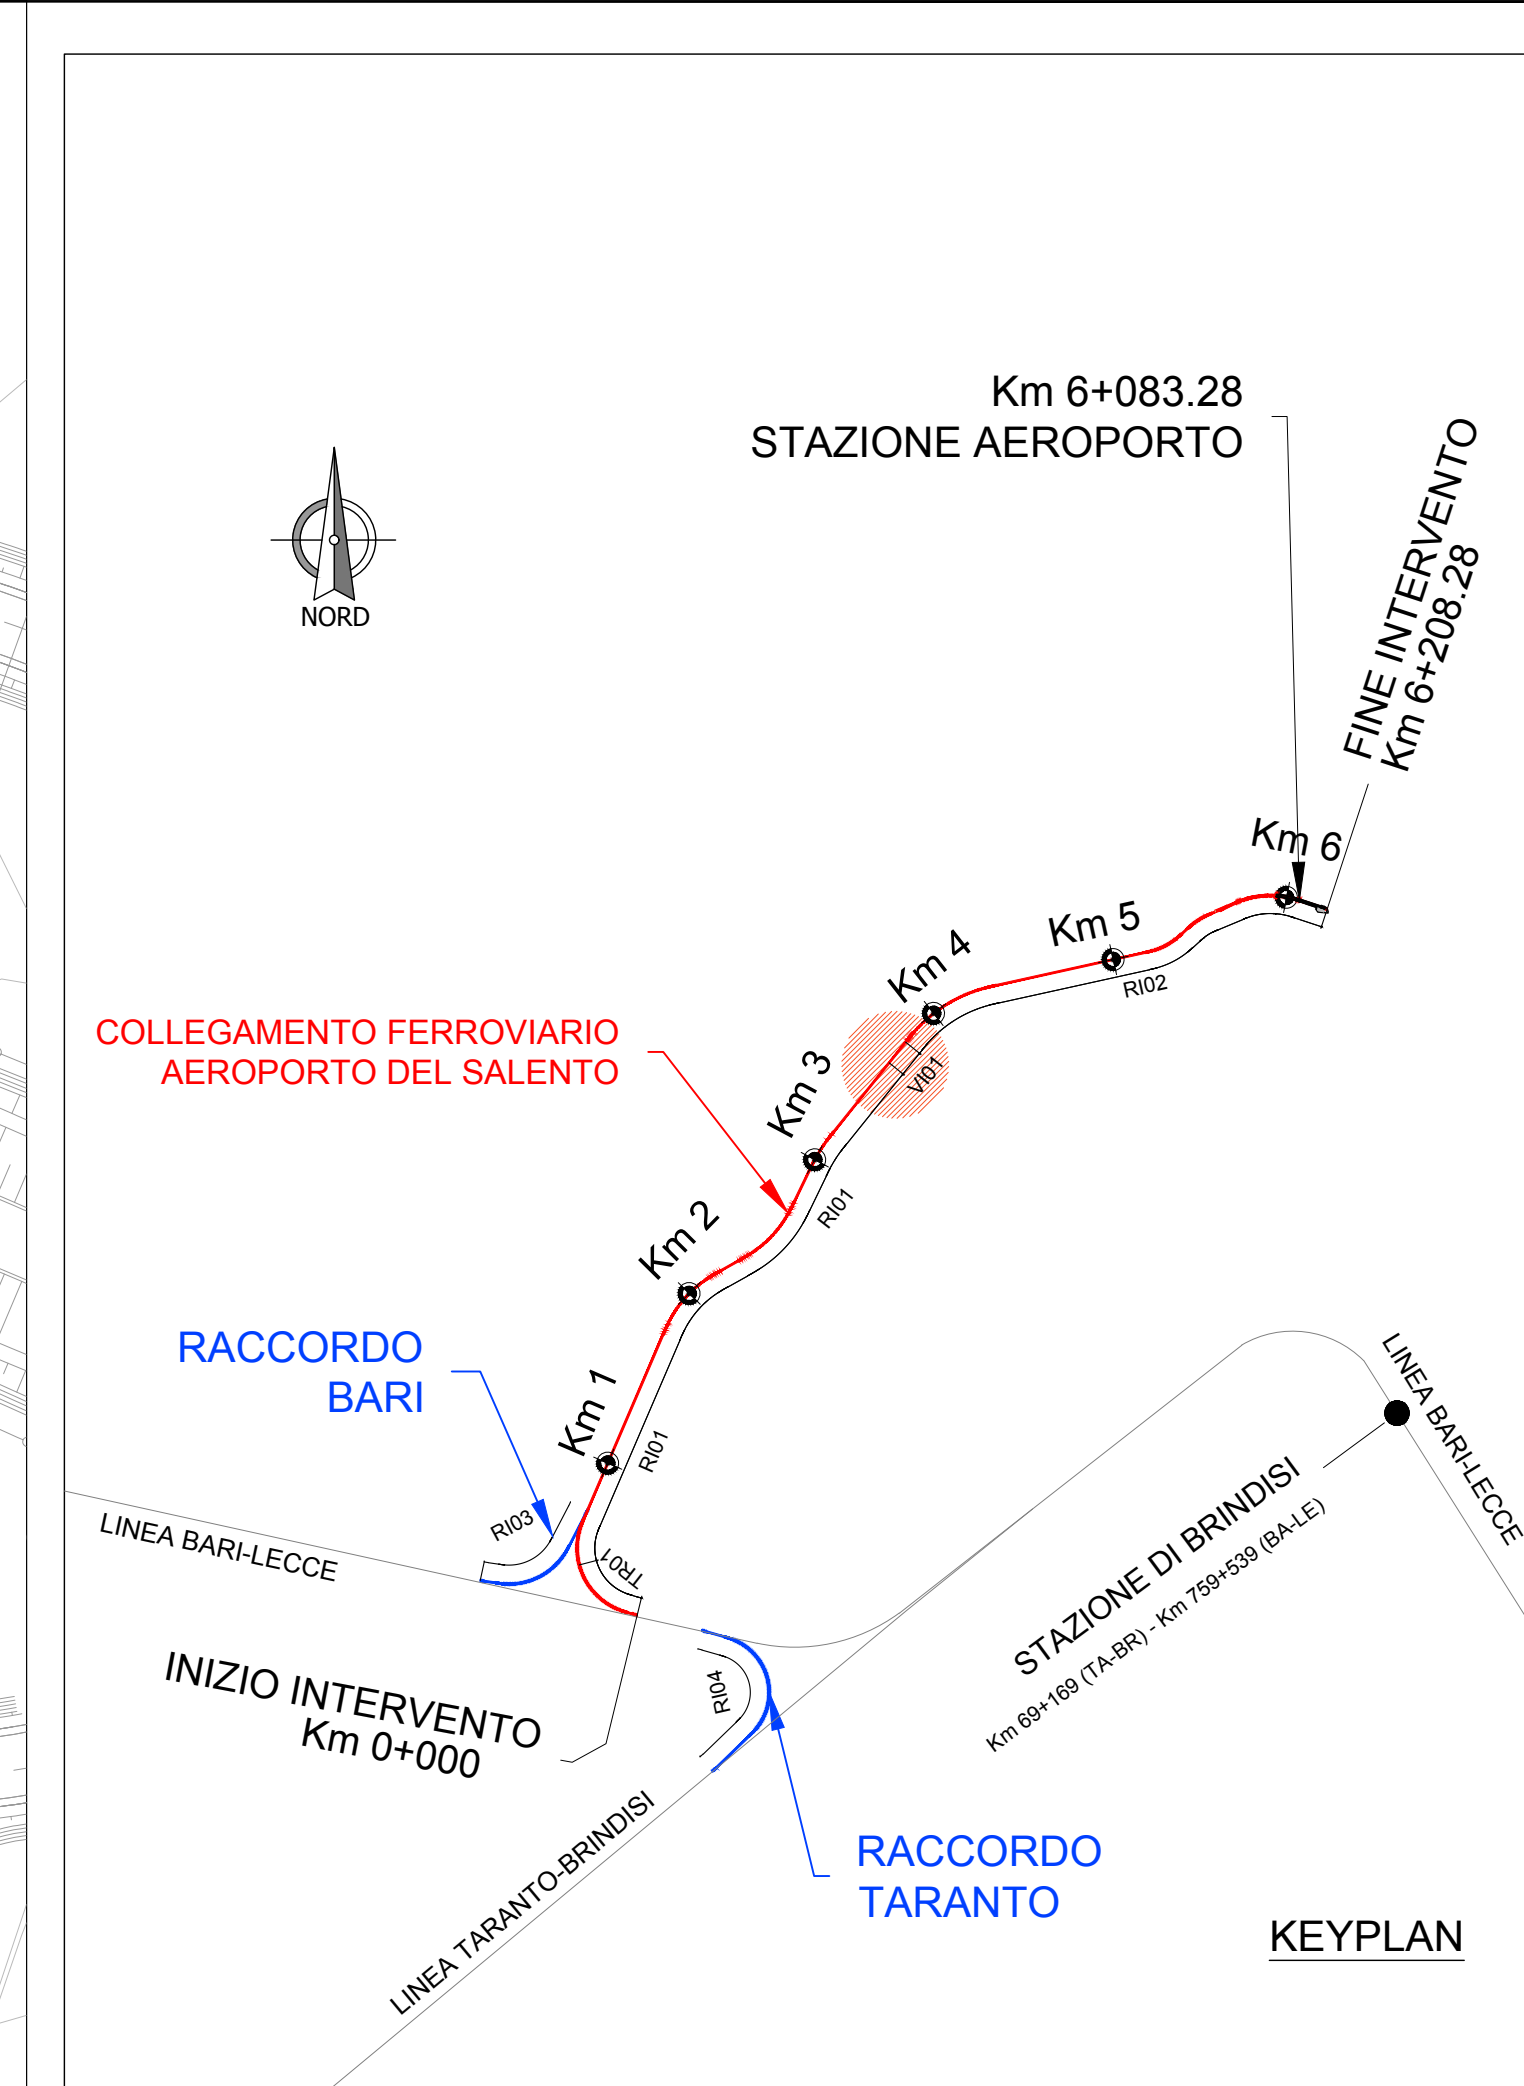 Km 6+083.28
STAZIONE AEROPORTO
FINE INTERVENTO
Km 6+208.28
NORD
Km 6
Km 5
Km 4
RI02
COLLEGAMENTO FERROVIARIO
AEROPORTO DEL SALENTO
VI01
Km 3
RI01
Km 2
RACCORDO
BARI
Km 1
RI01
LINEA BARI-LECCE
RI03
LINEA BARI-LECCE
TR01
STAZIONE DI BRINDISI
Km 69+169 (TA-BR) - Km 759+539 (BA-LE)
INIZIO INTERVENTO
Km 0+000
RI04
LINEA TARANTO-BRINDISI
RACCORDO
TARANTO
KEYPLAN